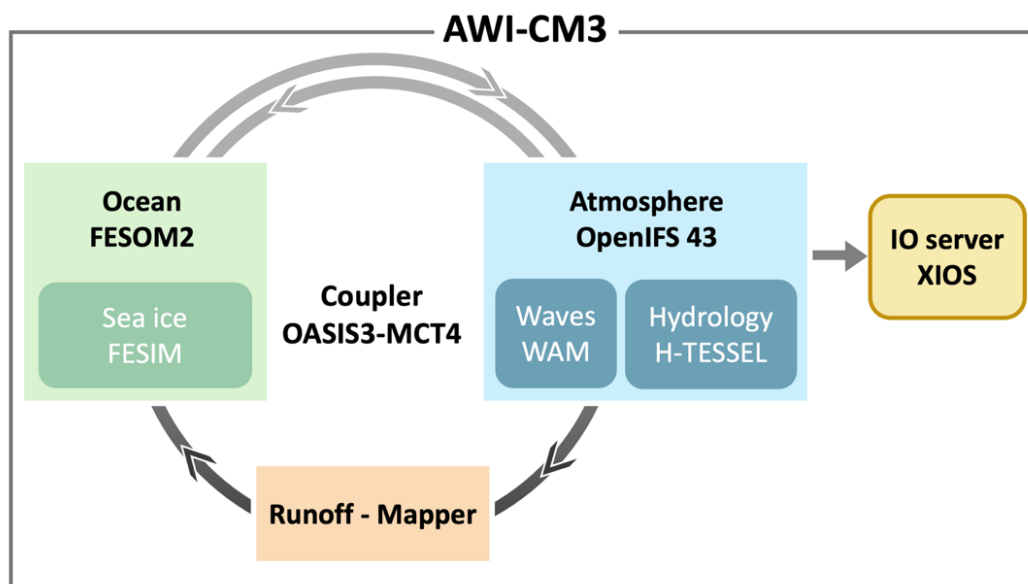 AWI-CM3
Ocean
FESOM2
Sea ice
FESIM
Coupler
OASIS3-MCT4
Atmosphere
OpenIFS 43
Waves
WAM
Hydrology
H-TESSEL
IO server
XIOS
Runoff - Mapper